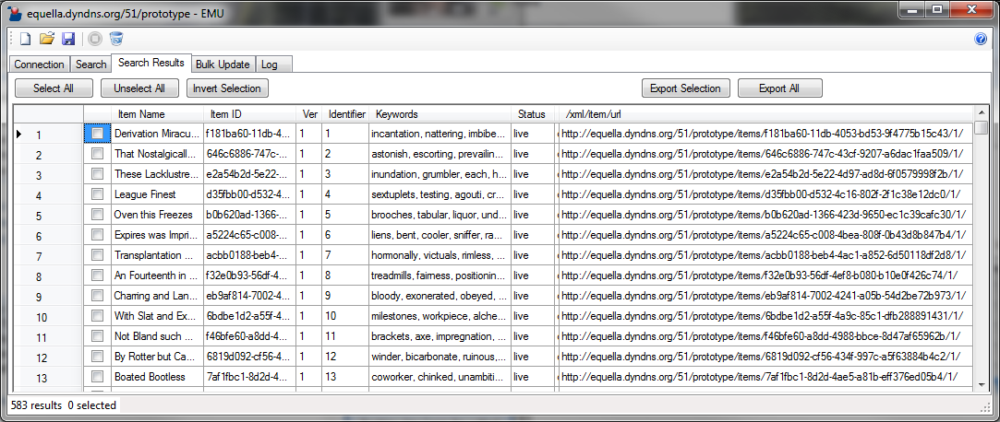 equella.dyndns.org/51/prototype - EMU
Connection Search Search Results Bulk Update Log
Select All Unselect All Invert Selection Export Selection Export All
Item Name Item ID Ver Identifier Keywords Status /xml/item/url
1 Derivation Miracu... f181ba60-11db-4... 1 1 incantation, nattering, imbibe... live http://equella.dyndns.org/51/prototype/items/f181ba60-11db-4053-bd53-9f4775b15c43/1/
2 That Nostalgicall... 646c6886-747c-... 1 2 astonish, escorting, prevailin... live http://equella.dyndns.org/51/prototype/items/646c6886-747c-43cf-9207-a6dac1faa509/1/
3 These Lacklustre... e2a54b2d-5e22-... 1 3 inundation, grumbler, each, h... live http://equella.dyndns.org/51/prototype/items/e2a54b2d-5e22-4d97-ad8d-6f0579998f2b/1/
4 League Finest d35fbb00-d532-4... 1 4 sextuplets, testing, agouti, cr... live http://equella.dyndns.org/51/prototype/items/d35fbb00-d532-4c16-802f-2f1c38e12dc0/1/
5 Oven this Freezes b0b620ad-1366-... 1 5 brooches, tabular, liquor, und... live http://equella.dyndns.org/51/prototype/items/b0b620ad-1366-423d-9650-ec1c39cafc30/1/
6 Expires was Impri... a5224c65-c008-... 1 6 liens, bent, cooler, sniffer, ra... live http://equella.dyndns.org/51/prototype/items/a5224c65-c008-4bea-808f-0b43d8b847b4/1/
7 Transplantation ... acbb0188-beb4-... 1 7 hormonally, victuals, rimless, ... live http://equella.dyndns.org/51/prototype/items/acbb0188-beb4-4ac1-a852-6d50118df2d8/1/
8 An Fourteenth in ... f32e0b93-56df-4... 1 8 treadmills, fairness, positionin... live http://equella.dyndns.org/51/prototype/items/f32e0b93-56df-4ef8-b080-b10e0f426c74/1/
9 Charring and Lan... eb9af814-7002-4... 1 9 bloody, exonerated, obeyed, ... live http://equella.dyndns.org/51/prototype/items/eb9af814-7002-4241-a05b-54d2be72b973/1/
10 With Slat and Ex... 6bdbe1d2-a55f-... 1 10 milestones, workpiece, alche... live http://equella.dyndns.org/51/prototype/items/6bdbe1d2-a55f-4a9c-85c1-dfb288891431/1/
11 Not Bland such ... f46bfe60-a8dd-4... 1 11 brackets, axe, impregnation, ... live http://equella.dyndns.org/51/prototype/items/f46bfe60-a8dd-4988-bbce-8d47af65962b/1/
12 By Rotter but Ca... 6819d092-cf56-4... 1 12 winder, bicarbonate, ruinous,... live http://equella.dyndns.org/51/prototype/items/6819d092-cf56-434f-997c-a5f63884b4c2/1/
13 Boated Bootless 7af1fbc1-8d2d-4... 1 13 coworker, chinked, unambiti... live http://equella.dyndns.org/51/prototype/items/7af1fbc1-8d2d-4ae5-a81b-eff376ed05b4/1/
583 results 0 selected